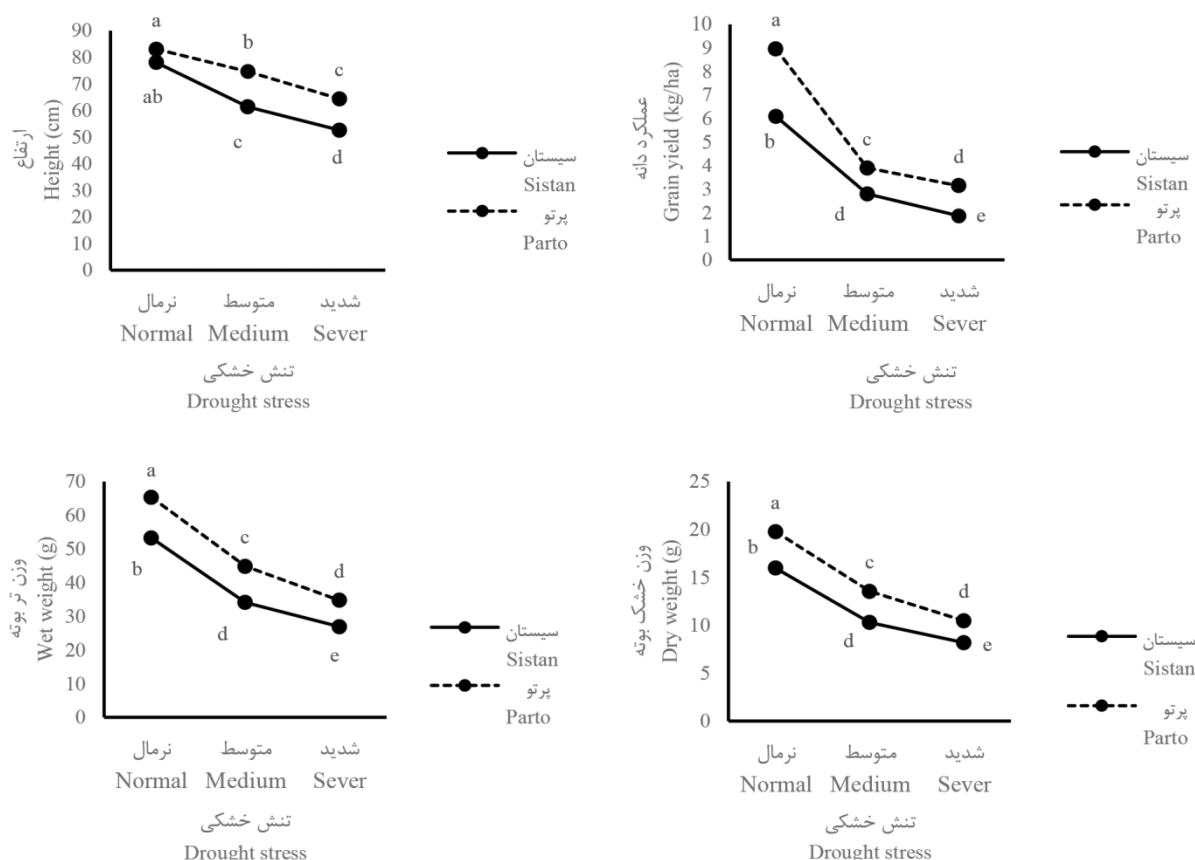 ارتفاع
Height (cm)
90
80
70
60
50
40
30
20
10
0
a
b
c
ab
c
d
نرمال
Normal
متوسط
Medium
شدید
Sever
تنش خشکی
Drought stress
سیستان
Sistan
پرتو
Parto
عملکرد دانه
Grain yield (kg/ha)
10
9
8
7
6
5
4
3
2
1
0
a
c
d
b
d
e
نرمال
Normal
متوسط
Medium
شدید
Sever
تنش خشکی
Drought stress
سیستان
Sistan
پرتو
Parto
وزن تر بوته
Wet weight (g)
70
60
50
40
30
20
10
0
a
c
d
b
d
e
نرمال
Normal
متوسط
Medium
شدید
Sever
تنش خشکی
Drought stress
سیستان
Sistan
پرتو
Parto
وزن خشک بوته
Dry weight (g)
25
20
15
10
5
0
a
c
d
b
d
e
نرمال
Normal
متوسط
Medium
شدید
Sever
تنش خشکی
Drought stress
سیستان
Sistan
پرتو
Parto